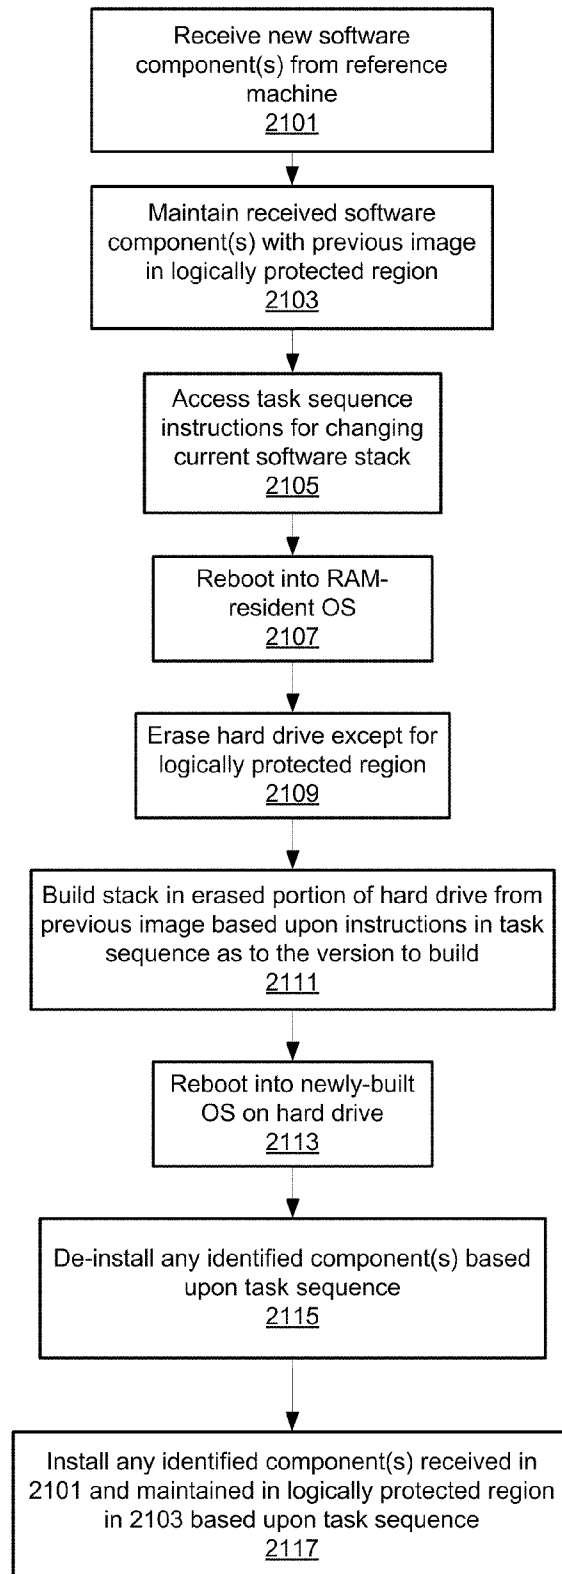 Receive new software
component(s) from reference
machine
2101
Maintain received software
component(s) with previous image
in logically protected region
2103
Access task sequence
instructions for changing
current software stack
2105
Reboot into RAM-
resident OS
2107
Erase hard drive except for
logically protected region
2109
Build stack in erased portion of hard drive from
previous image based upon instructions in task
sequence as to the version to build
2111
Reboot into newly-built
OS on hard drive
2113
De-install any identified component(s) based
upon task sequence
2115
Install any identified component(s) received in
2101 and maintained in logically protected region
in 2103 based upon task sequence
2117